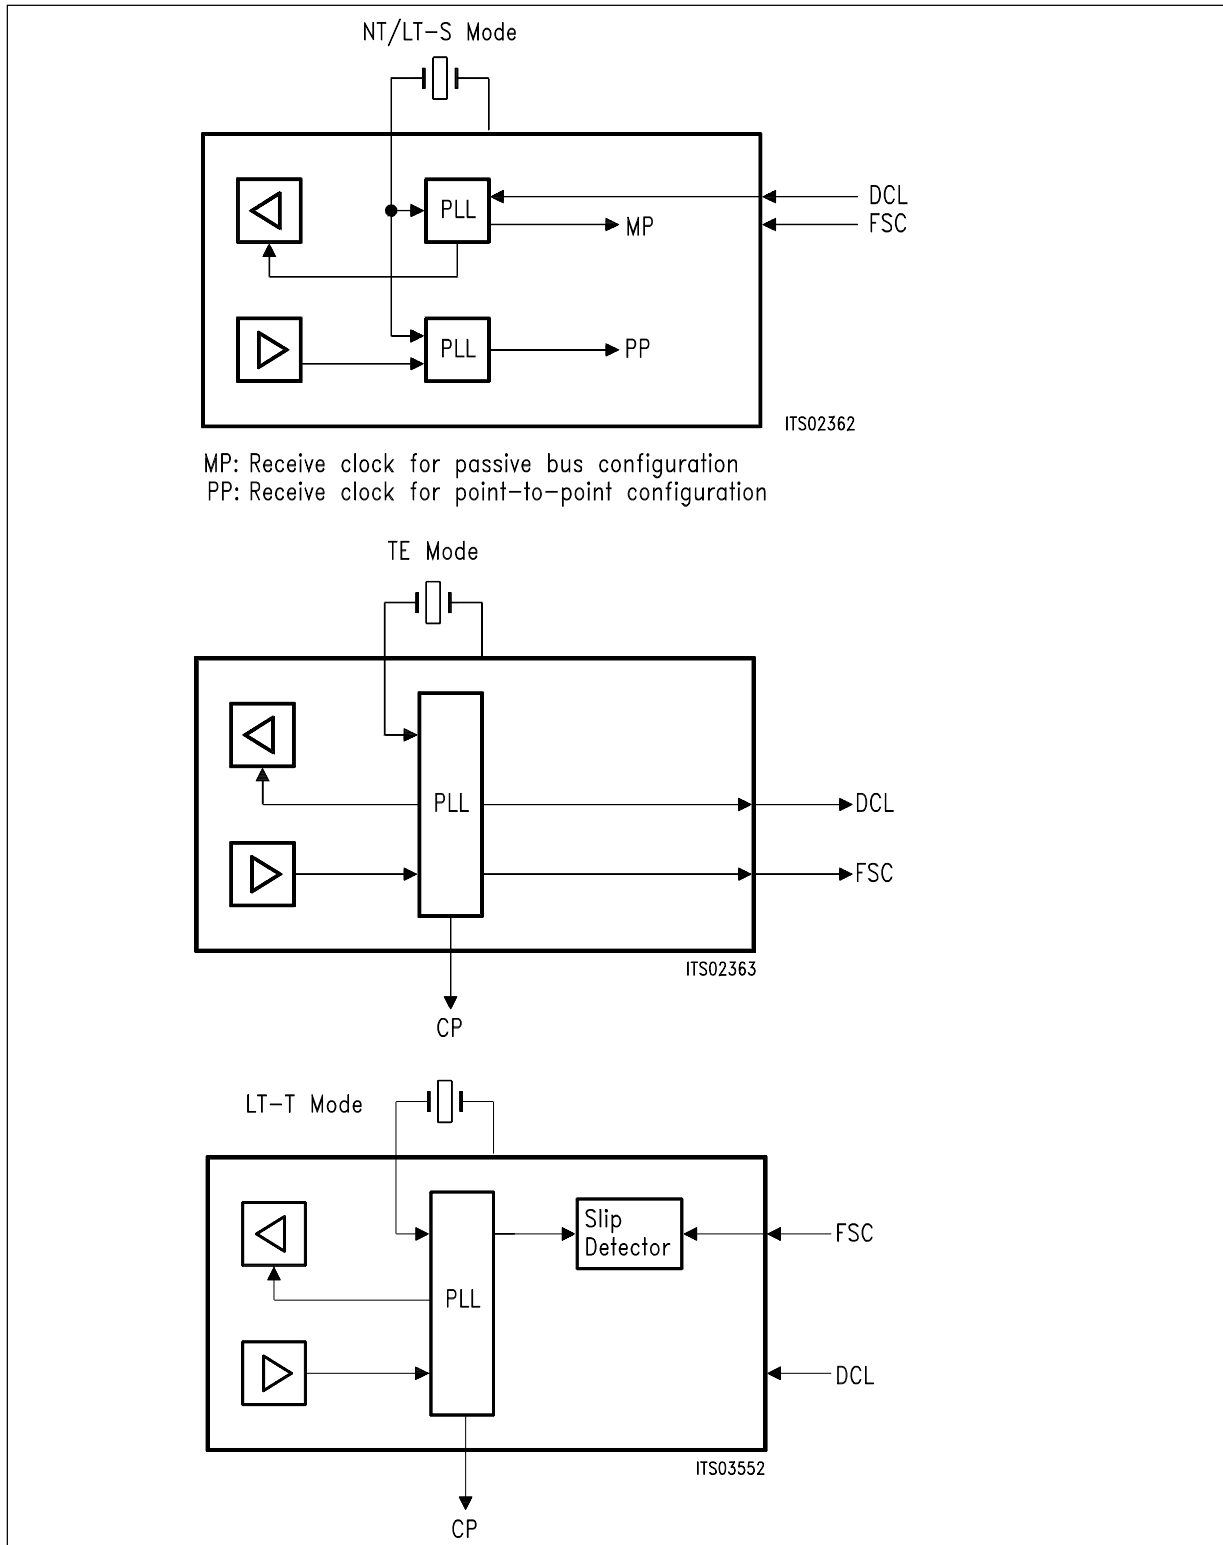 NT/LT-S Mode
PLL
DCL
MP
FSC
PLL
PP
ITS02362
MP: Receive clock for passive bus configuration
PP: Receive clock for point-to-point configuration
TE Mode
PLL
DCL
FSC
ITS02363
CP
LT-T Mode
Slip
Detector
FSC
PLL
DCL
ITS03552
CP